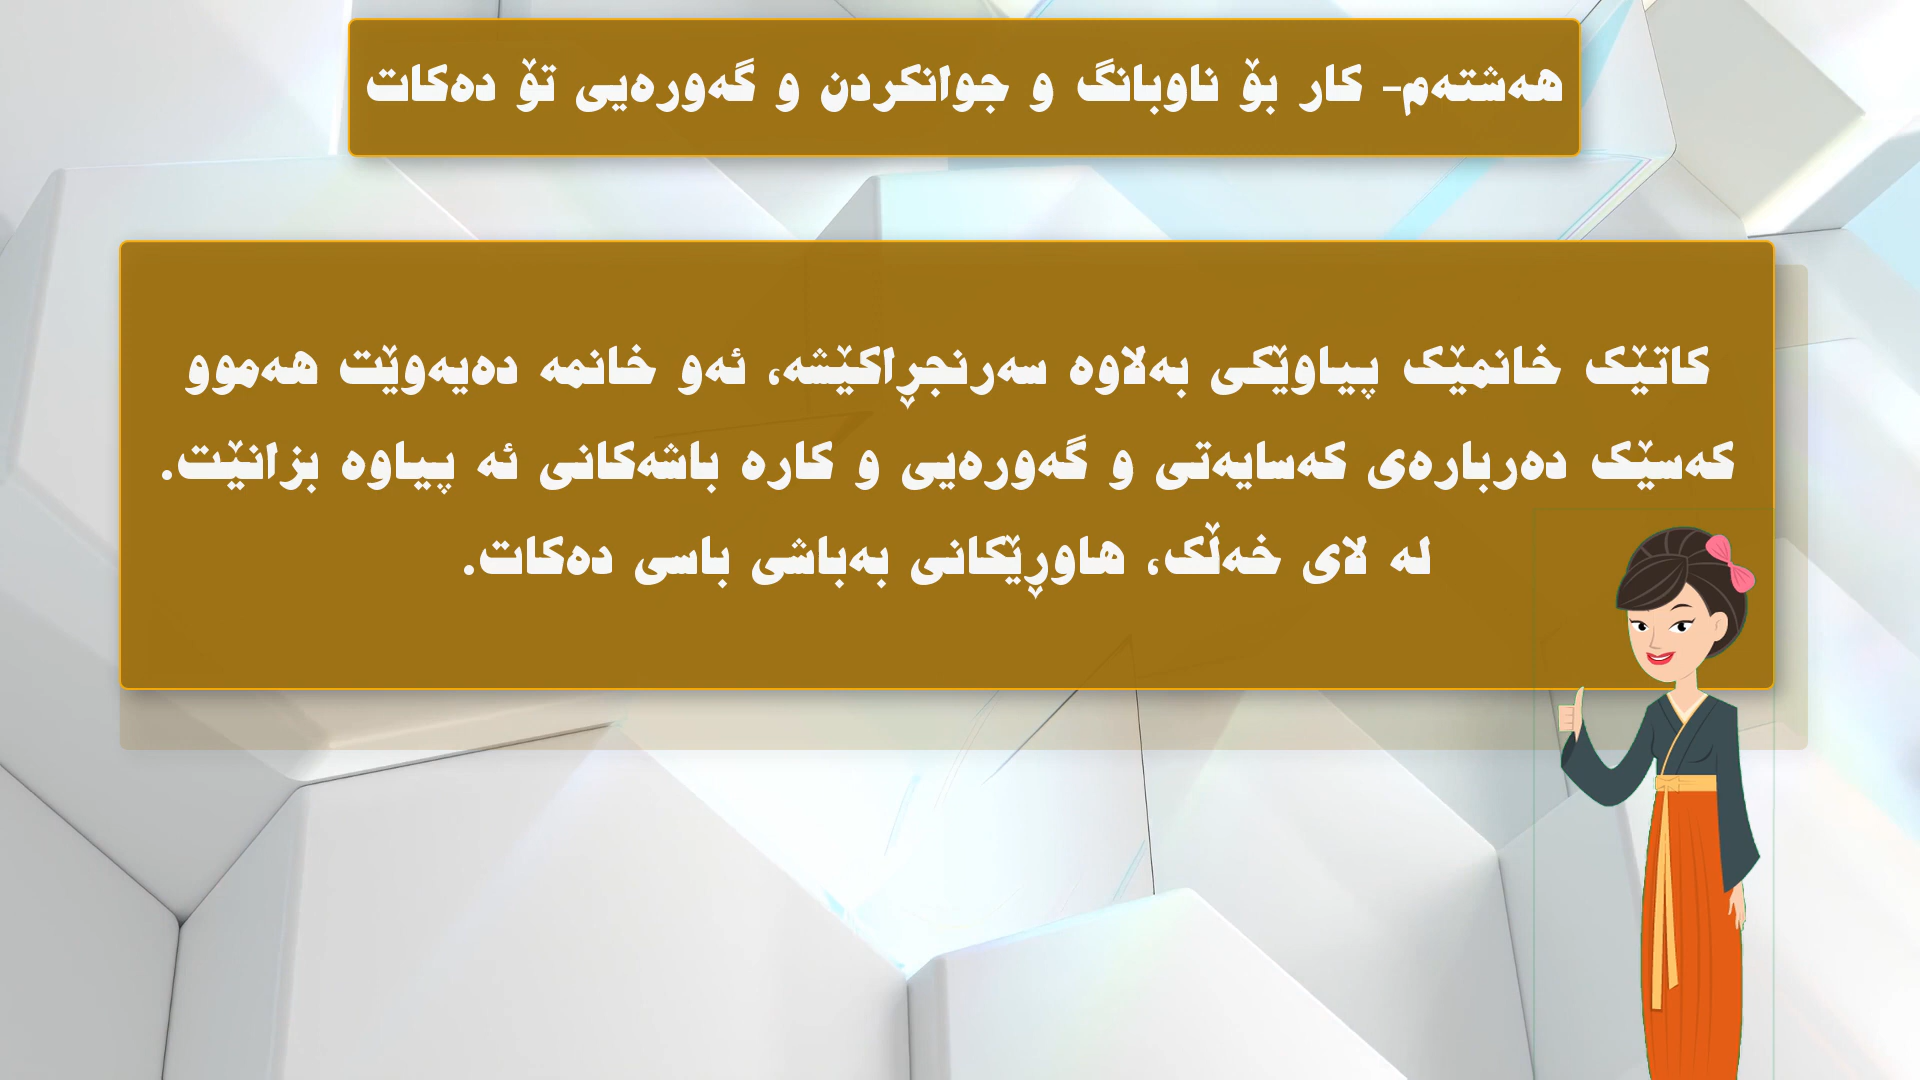 هەشتەم- کار بۆ ناوبانگ و جوانکردن و گەورەیی تۆ دەکات
کاتێک خانمێک پیاوێکی بەلاوە سەرنجڕاکێشە، ئەو خانمە دەیەوێت هەموو
کەسێک دەربارەی کەسایەتی و گەورەیی و کارە باشەکانی ئە پیاوە بزانێت.
لە لای خەڵک، هاوڕێکانی بەباشی باسی دەکات.